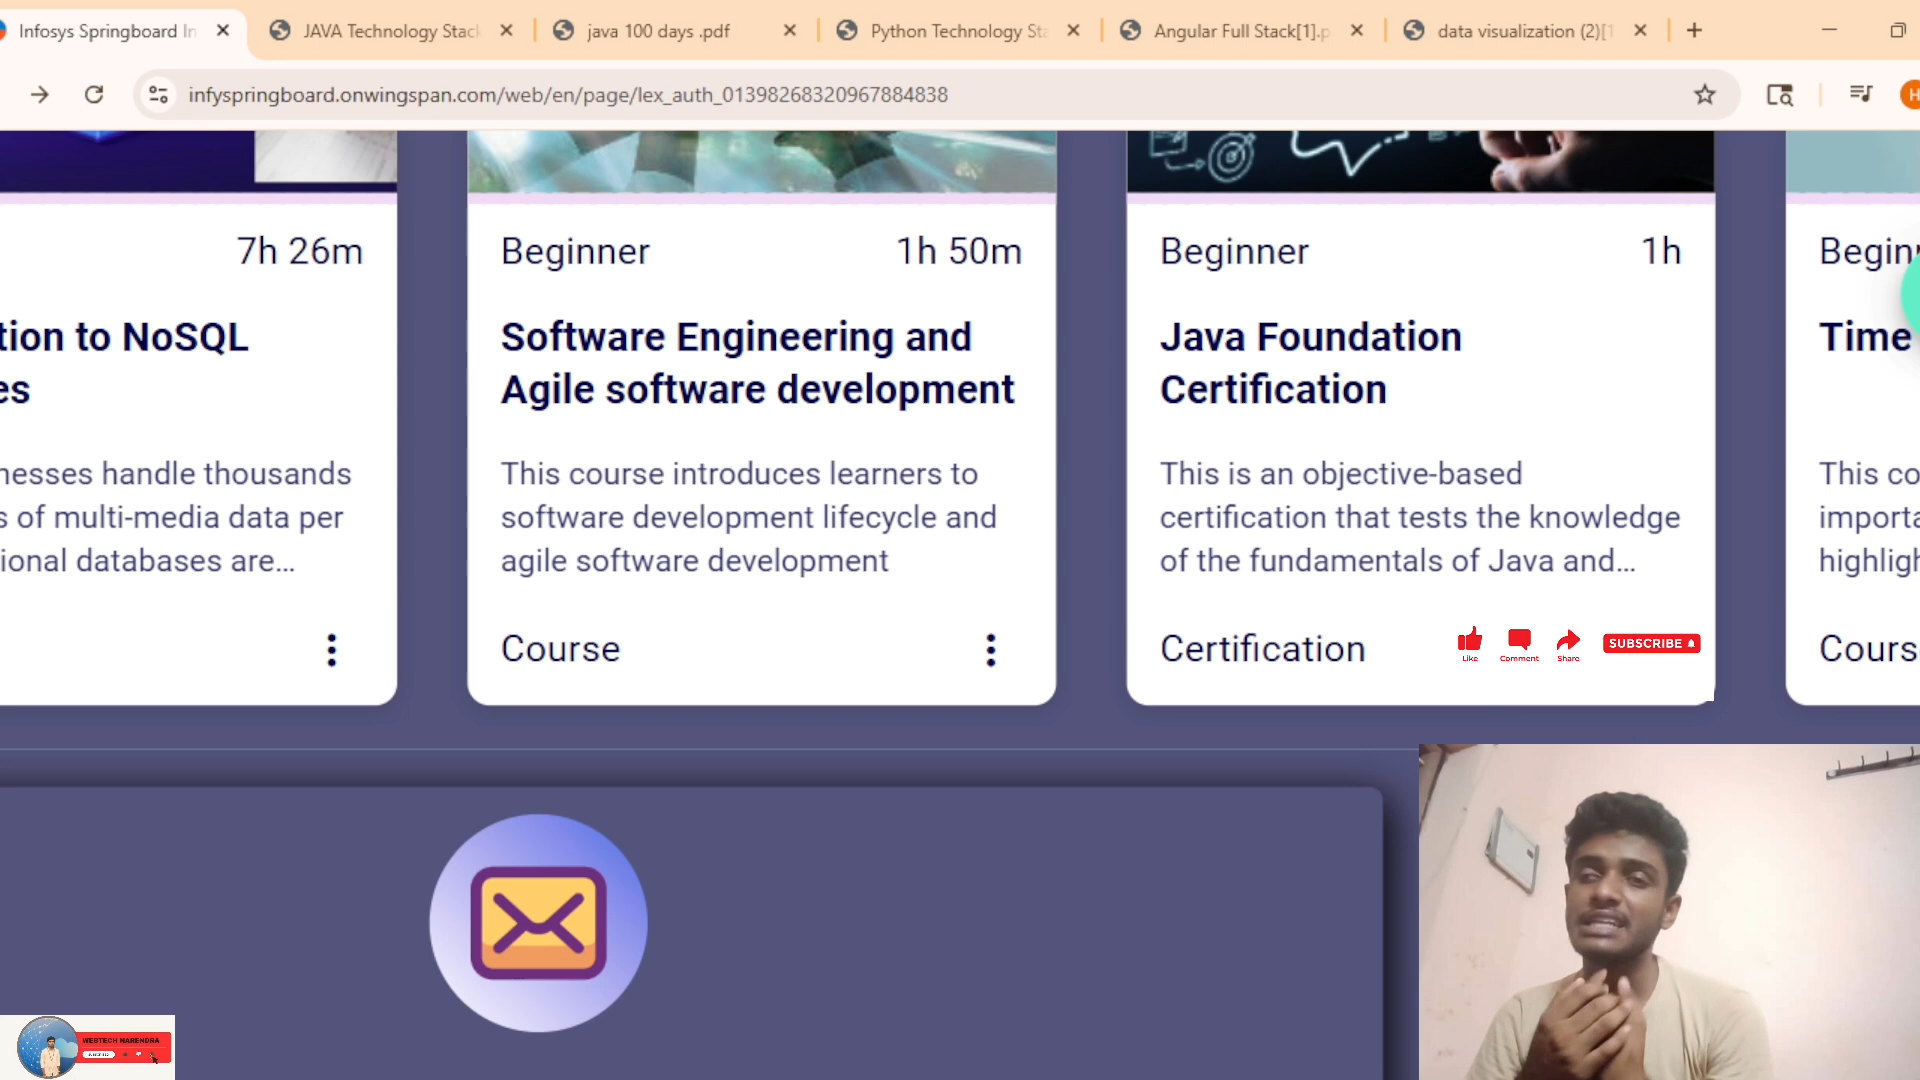 Infosys Springboard In
JAVA Technology Stack
java 100 days .pdf
Python Technology Sta
Angular Full Stack[1].p
data visualization (2)[1
infyspringboard.onwingspan.com/web/en/page/lex_auth_01398268320967884838
H
7h 26m
tion to NoSQL
es
nesses handle thousands
s of multi-media data per
ional databases are...
Beginner 1h 50m
Software Engineering and
Agile software development
This course introduces learners to
software development lifecycle and
agile software development
Course
Beginner 1h
Java Foundation
Certification
This is an objective-based
certification that tests the knowledge
of the fundamentals of Java and...
Certification
Like Comment Share SUBSCRIBE
Beginn
Time
This co
importa
highligh
Cours
WEBTECH NARENDRA
SUBSCRIBED